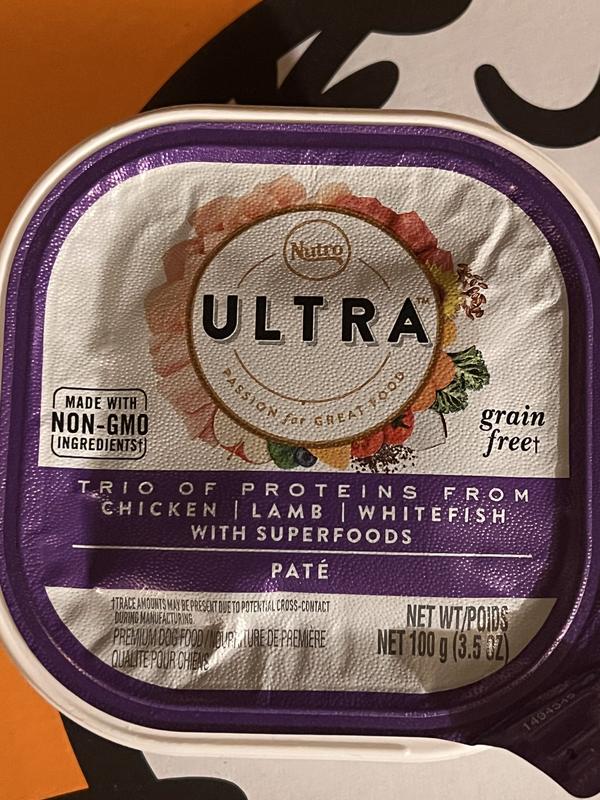 Nutro
ULTRA™
PASSION for GREAT FOOD
MADE WITH
NON-GMO
INGREDIENTS†
grain
free†
TRIO OF PROTEINS FROM
CHICKEN | LAMB | WHITEFISH
WITH SUPERFOODS
PATÉ
†TRACE AMOUNTS MAY BE PRESENT DUE TO POTENTIAL CROSS-CONTACT
DURING MANUFACTURING.
PREMIUM DOG FOOD / NOURRITURE DE PREMIÈRE
QUALITÉ POUR CHIENS
NET WT/POIDS
NET 100 g (3.5 OZ)